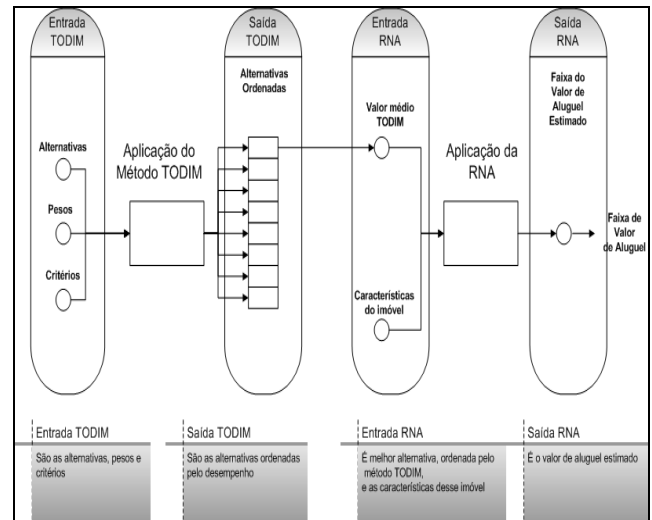 Entrada
TODIM
Saída
TODIM
Entrada
RNA
Saída
RNA
Alternativas
Pesos
Critérios
Aplicação do
Método TODIM
Alternativas
Ordenadas
Valor médio
TODIM
Características
do imóvel
Aplicação da
RNA
Faixa do
Valor de
Aluguel
Estimado
Faixa de
Valor
de Aluguel
Entrada TODIM
São as alternativas, pesos e
critérios
Saída TODIM
São as alternativas ordenadas
pelo desempenho
Entrada RNA
É melhor alternativa, ordenada pelo
método TODIM,
e as características desse imóvel
Saída RNA
É o valor de aluguel estimado